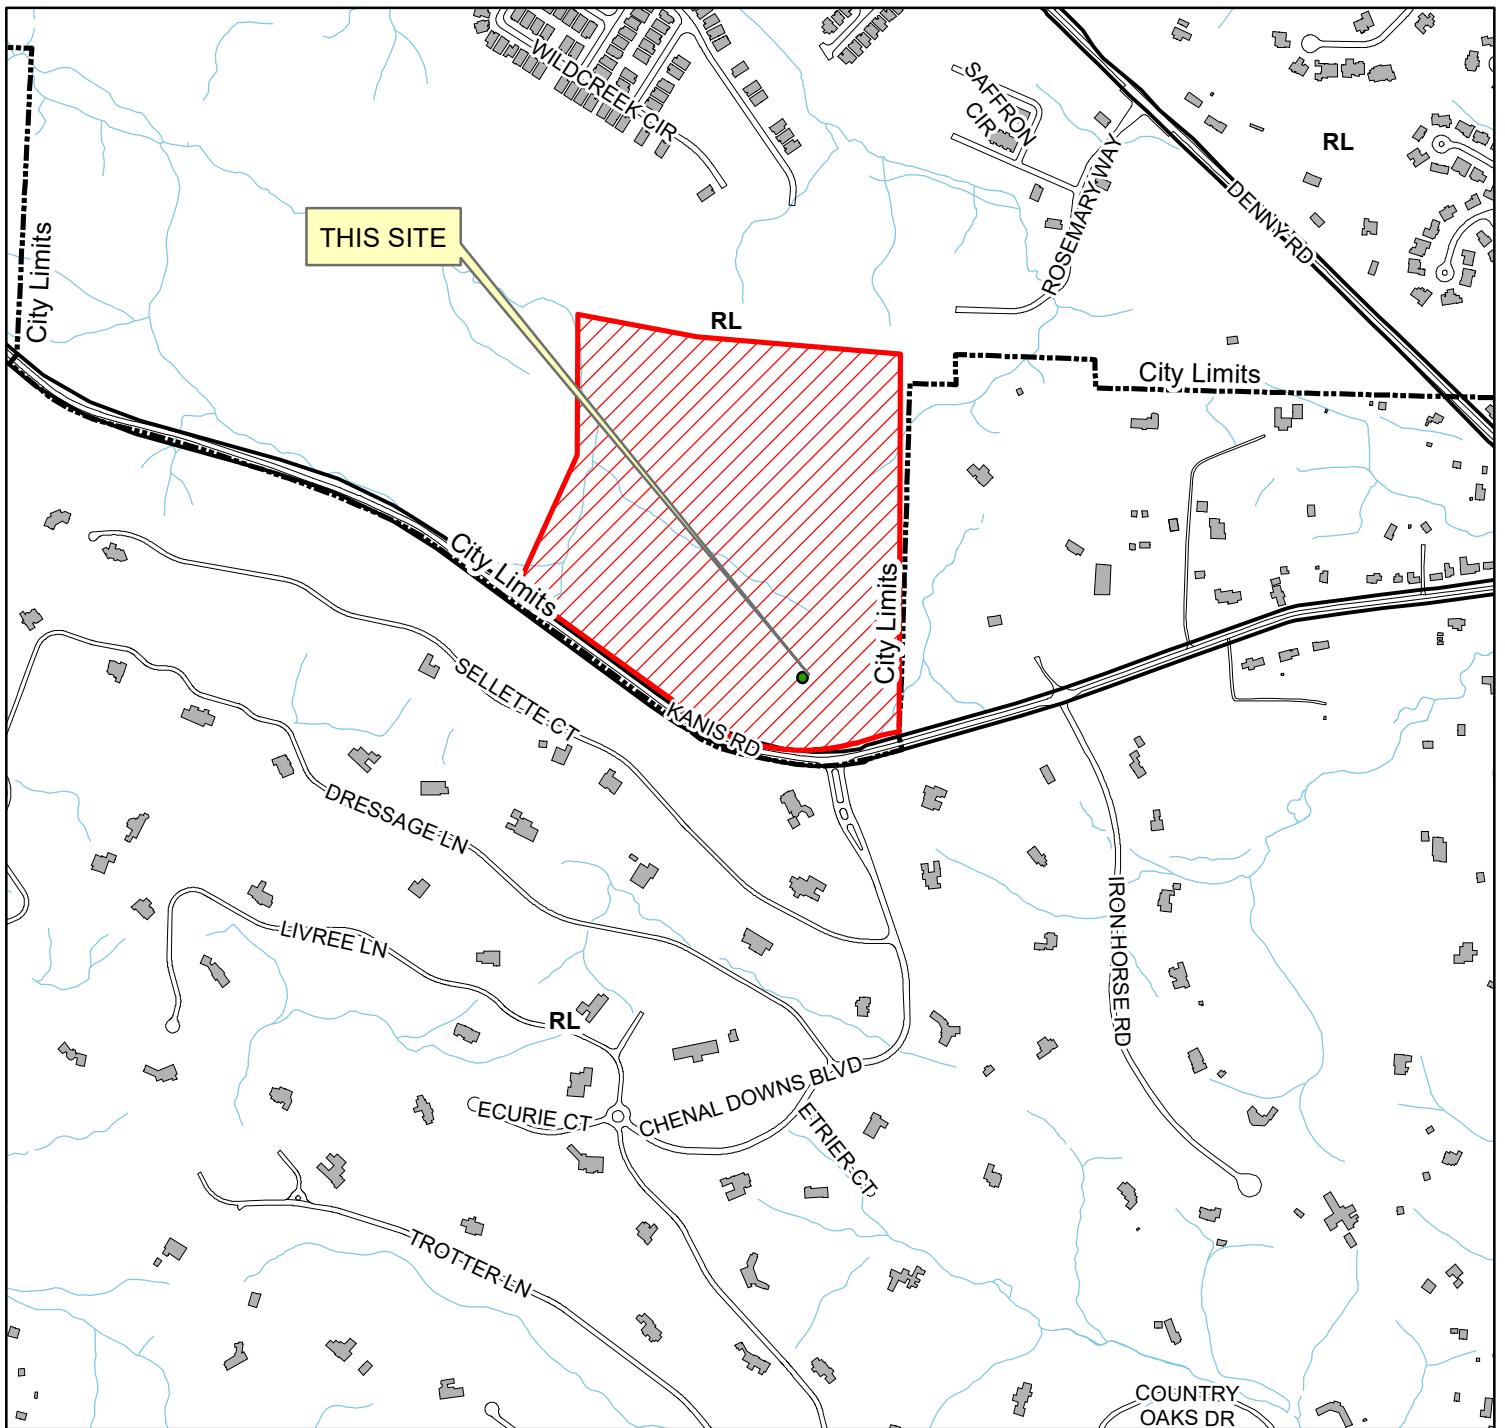 WILDCREEK CIR
SAFFRON
CIR
RL
ROSEMARY WAY
DENNY RD
THIS SITE
City Limits
RL
City Limits
City Limits
City Limits
KANIS RD
SELLETTE CT
DRESSAGE LN
IRON HORSE RD
LIVREE LN
RL
CHENAL DOWNS BLVD
ECURIE CT
ETRIER CT
TROTTER LN
COUNTRY
OAKS DR